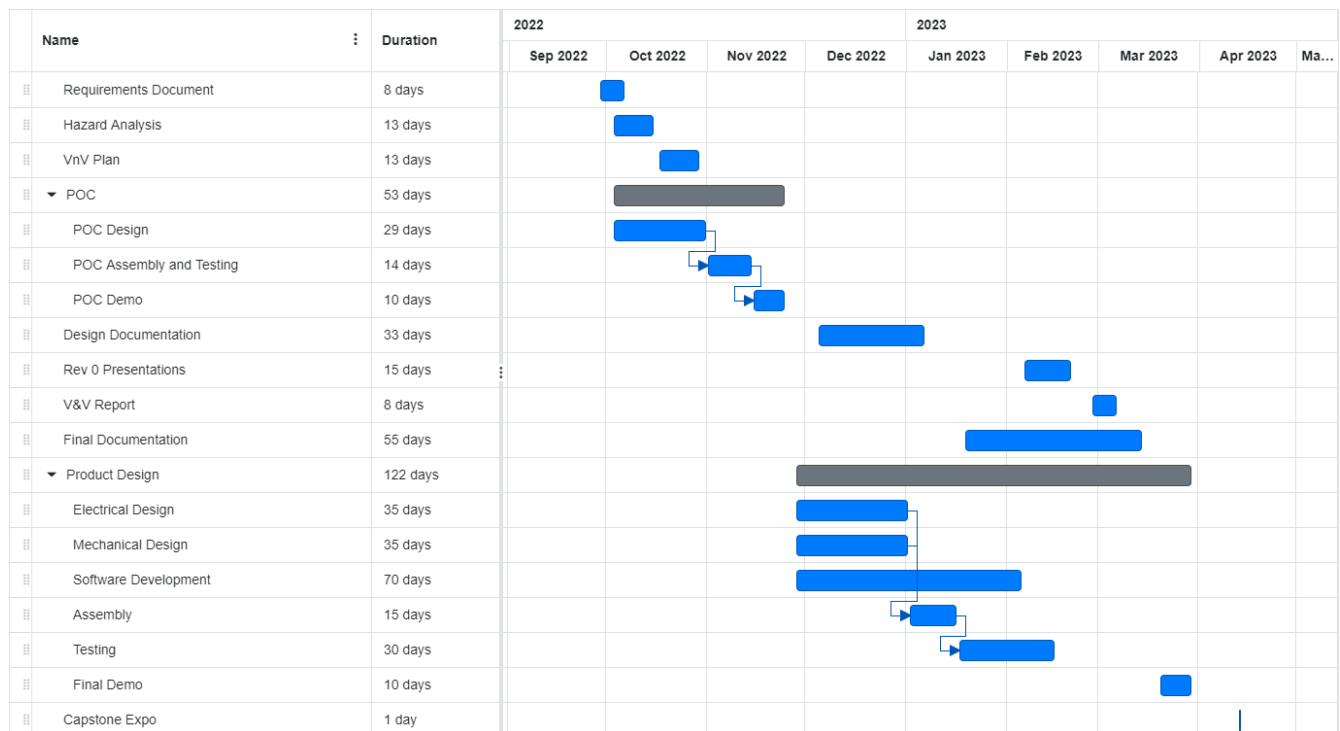 2022 2023
Name Duration
Sep 2022 Oct 2022 Nov 2022 Dec 2022 Jan 2023 Feb 2023 Mar 2023 Apr 2023 Ma...
Requirements Document 8 days
Hazard Analysis 13 days
VnV Plan 13 days
POC 53 days
POC Design 29 days
POC Assembly and Testing 14 days
POC Demo 10 days
Design Documentation 33 days
Rev 0 Presentations 15 days
V&V Report 8 days
Final Documentation 55 days
Product Design 122 days
Electrical Design 35 days
Mechanical Design 35 days
Software Development 70 days
Assembly 15 days
Testing 30 days
Final Demo 10 days
Capstone Expo 1 day